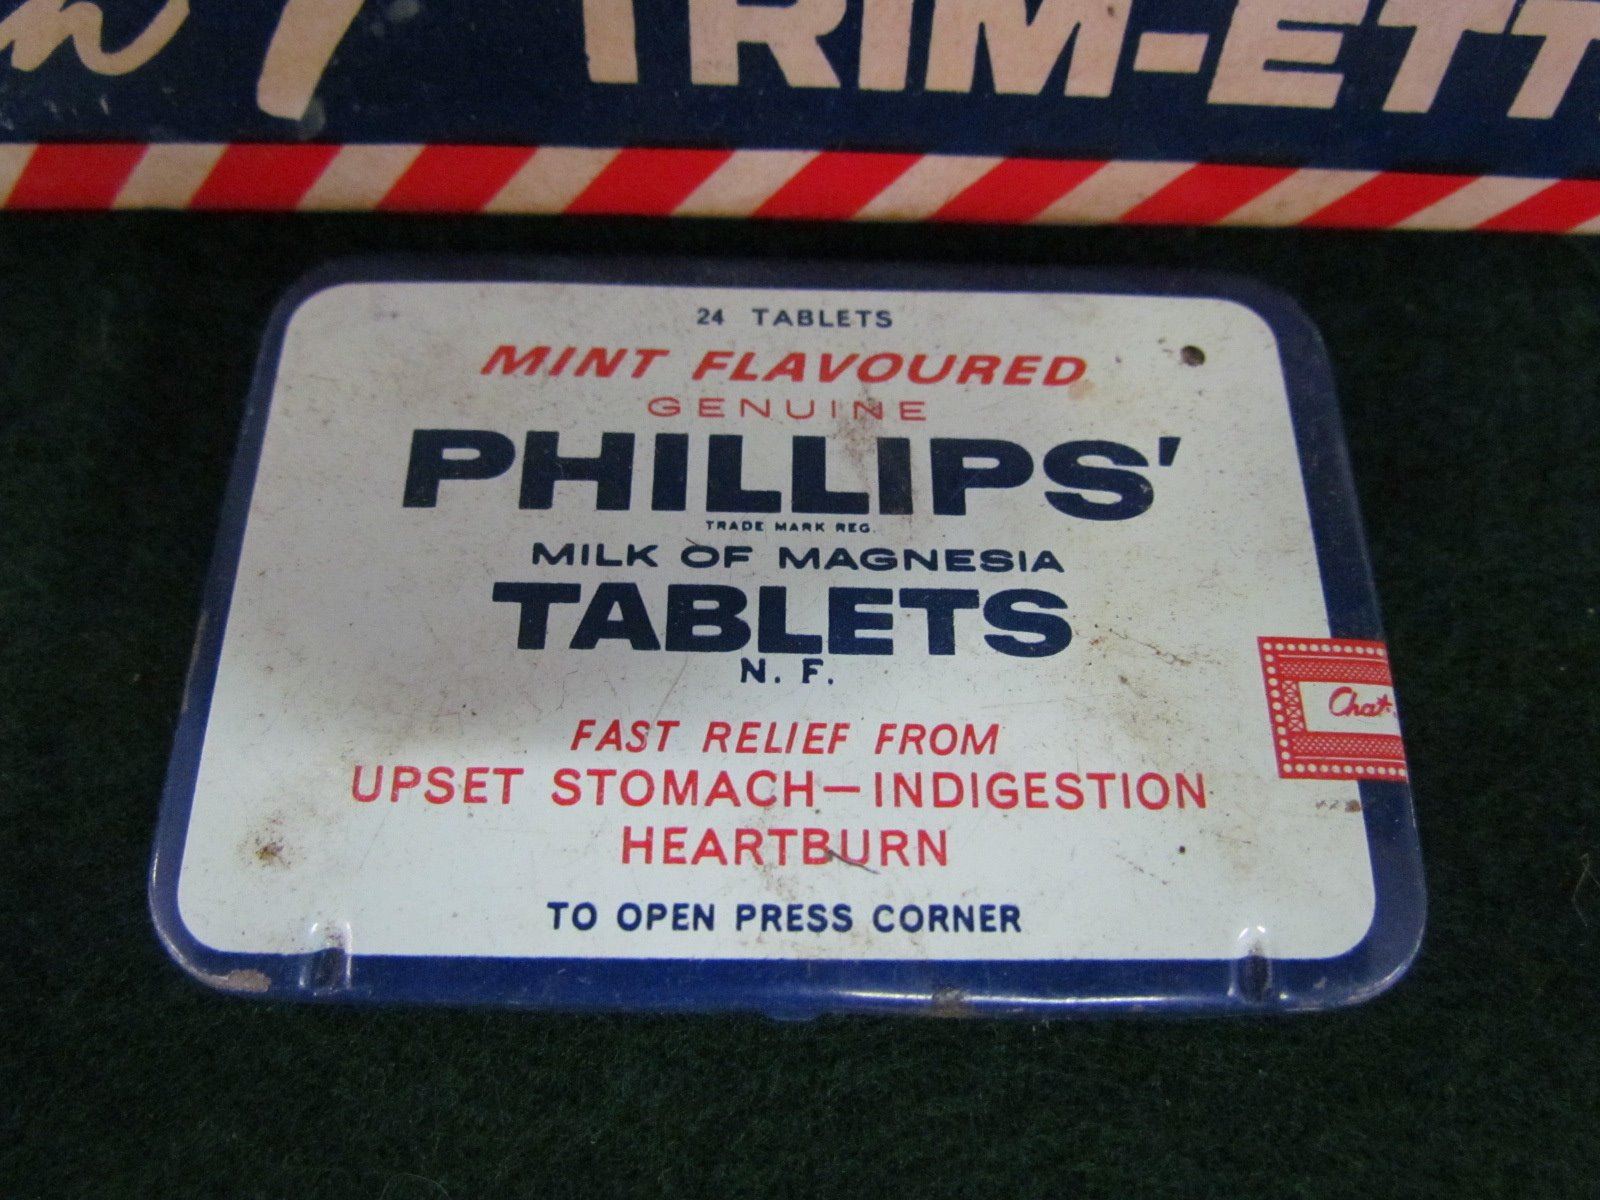 TRIM-ETT
24 TABLETS
MINT FLAVOURED
GENUINE
PHILLIPS'
TRADE MARK REG.
MILK OF MAGNESIA
TABLETS
N. F.
FAST RELIEF FROM
UPSET STOMACH—INDIGESTION
HEARTBURN
Chat.
TO OPEN PRESS CORNER